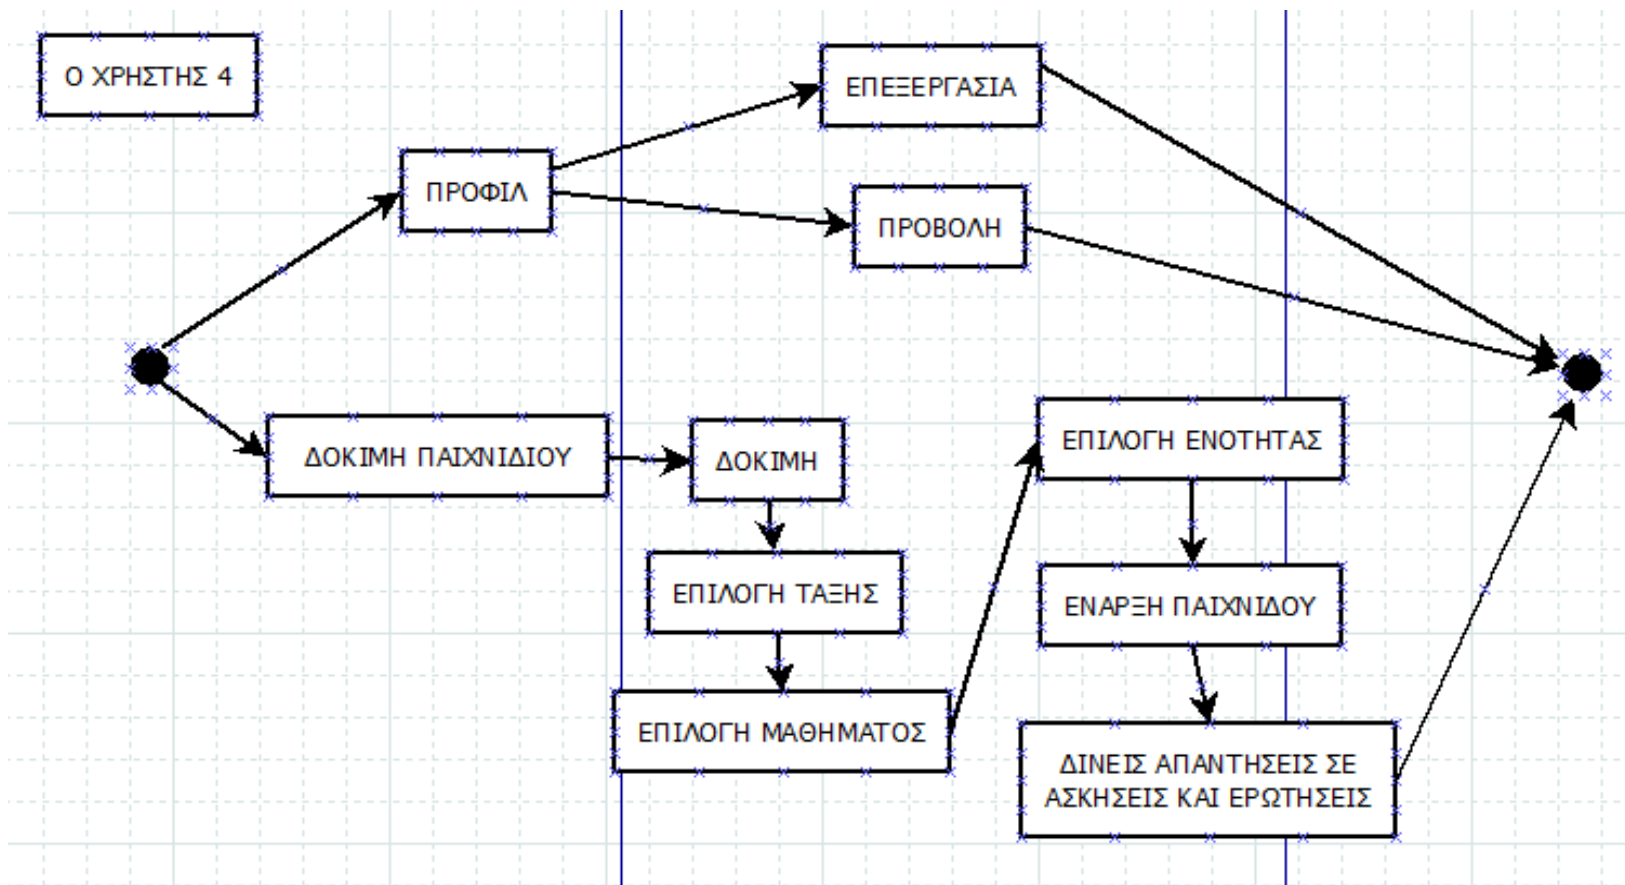 Ο ΧΡΗΣΤΗΣ 4
ΕΠΕΞΕΡΓΑΣΙΑ
ΠΡΟΦΙΛ
ΠΡΟΒΟΛΗ
ΔΟΚΙΜΗ ΠΑΙΧΝΙΔΙΟΥ
ΔΟΚΙΜΗ
ΕΠΙΛΟΓΗ ΤΑΞΗΣ
ΕΠΙΛΟΓΗ ΜΑΘΗΜΑΤΟΣ
ΕΠΙΛΟΓΗ ΕΝΟΤΗΤΑΣ
ΕΝΑΡΞΗ ΠΑΙΧΝΙΔΟΥ
ΔΙΝΕΙΣ ΑΠΑΝΤΗΣΕΙΣ ΣΕ
ΑΣΚΗΣΕΙΣ ΚΑΙ ΕΡΩΤΗΣΕΙΣ